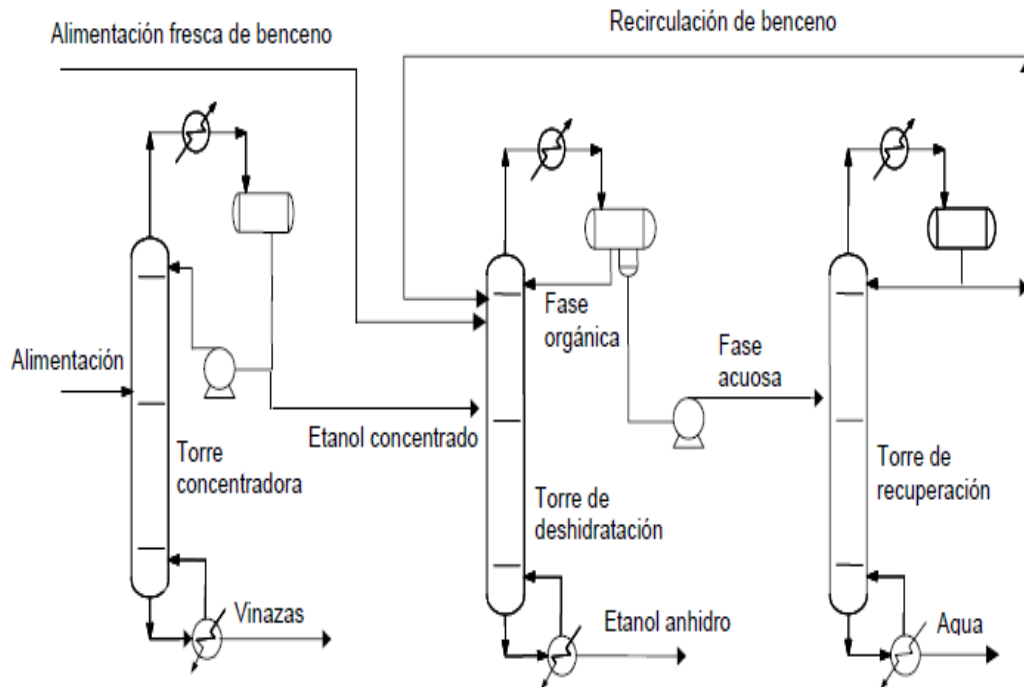 Alimentación fresca de benceno
Recirculación de benceno
Alimentación
Fase
orgánica
Fase
acuosa
Etanol concentrado
Torre
concentradora
Torre de
deshidratación
Torre de
recuperación
Vinazas
Etanol anhidro
Aqua